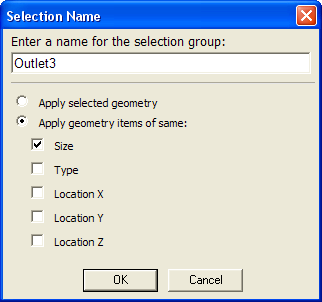 Selection Name
Enter a name for the selection group:
Outlet3
Apply selected geometry
Apply geometry items of same:
Size
Type
Location X
Location Y
Location Z
OK
Cancel